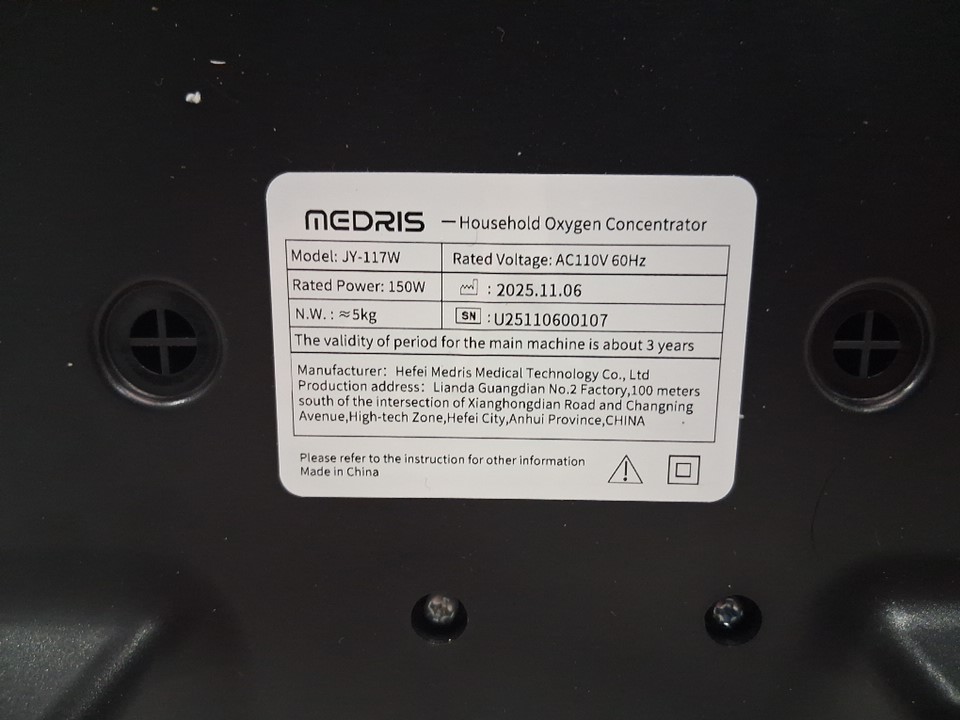 MEDRIS —Household Oxygen Concentrator
Model: JY-117W Rated Voltage: AC110V 60Hz
Rated Power: 150W : 2025.11.06
N.W. : ≈5kg SN :U25110600107
The validity of period for the main machine is about 3 years
Manufacturer: Hefei Medris Medical Technology Co., Ltd
Production address: Lianda Guangdian No.2 Factory,100 meters
south of the intersection of Xianghongdian Road and Changning
Avenue,High-tech Zone,Hefei City,Anhui Province,CHINA
Please refer to the instruction for other information
Made in China